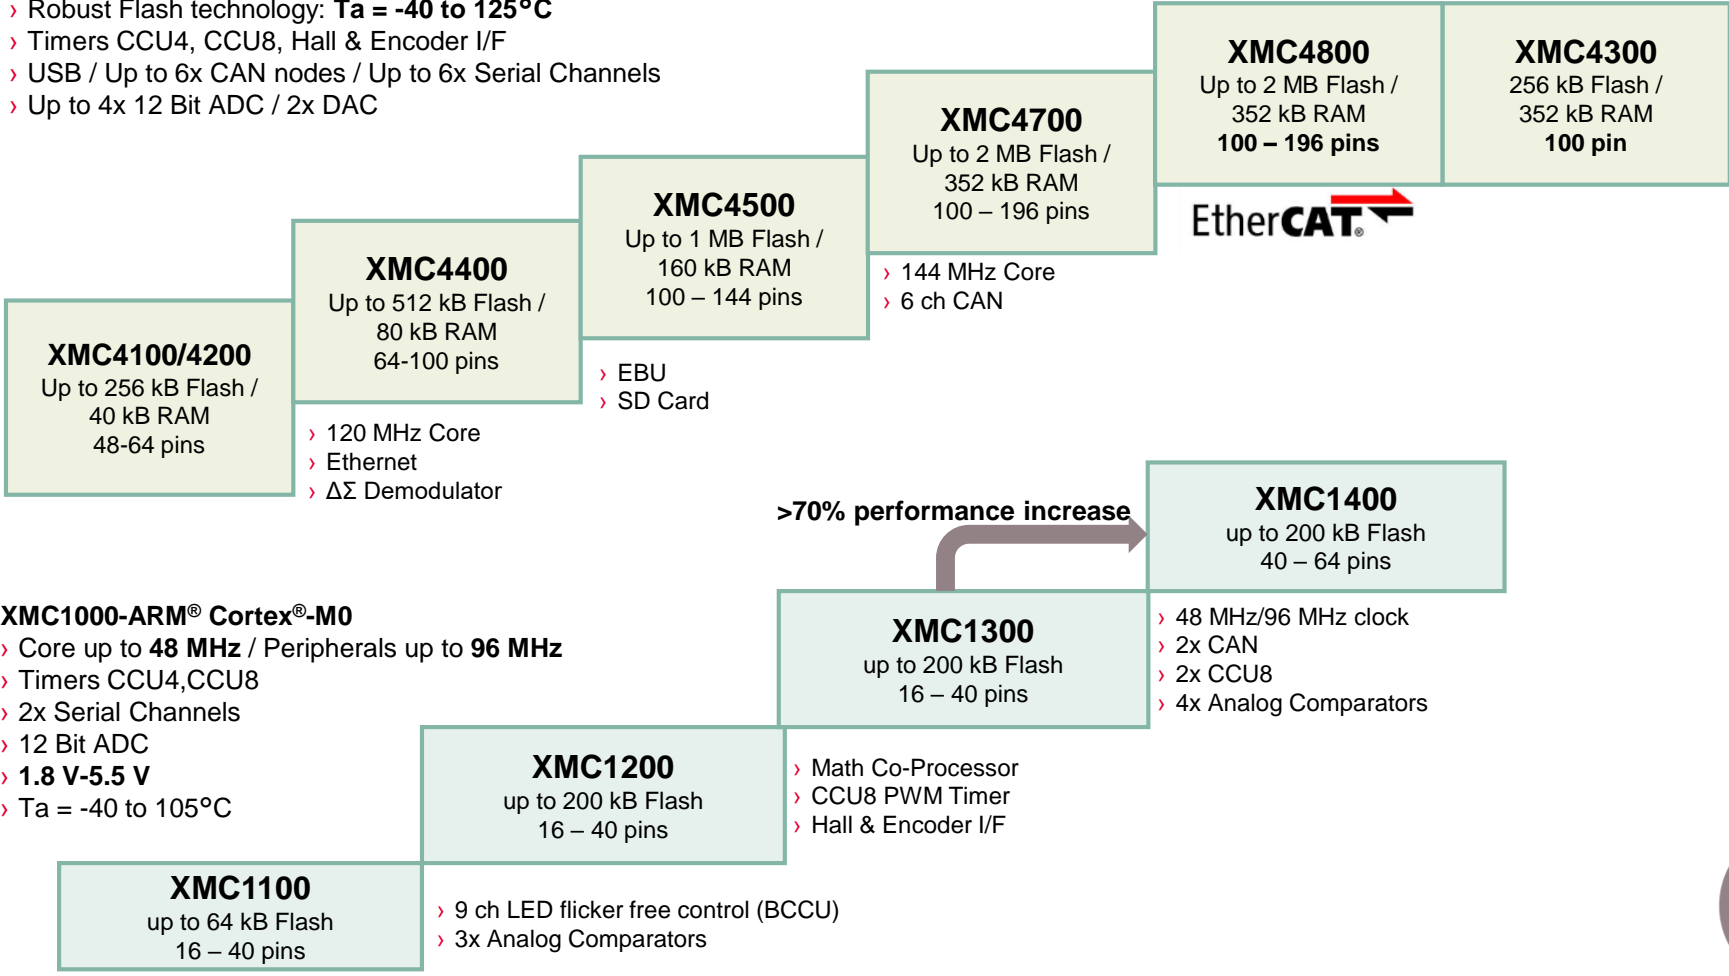 › Robust Flash technology: Ta = -40 to 125°C
› Timers CCU4, CCU8, Hall & Encoder I/F
› USB / Up to 6x CAN nodes / Up to 6x Serial Channels
› Up to 4x 12 Bit ADC / 2x DAC
XMC4800
Up to 2 MB Flash /
352 kB RAM
100 – 196 pins
XMC4300
256 kB Flash /
352 kB RAM
100 pin
EtherCAT®
XMC4700
Up to 2 MB Flash /
352 kB RAM
100 – 196 pins
› 144 MHz Core
› 6 ch CAN
XMC4500
Up to 1 MB Flash /
160 kB RAM
100 – 144 pins
› EBU
› SD Card
XMC4400
Up to 512 kB Flash /
80 kB RAM
64-100 pins
› 120 MHz Core
› Ethernet
› ΔΣ Demodulator
XMC4100/4200
Up to 256 kB Flash /
40 kB RAM
48-64 pins
>70% performance increase
XMC1400
up to 200 kB Flash
40 – 64 pins
› 48 MHz/96 MHz clock
› 2x CAN
› 2x CCU8
› 4x Analog Comparators
XMC1000-ARM® Cortex®-M0
› Core up to 48 MHz / Peripherals up to 96 MHz
› Timers CCU4,CCU8
› 2x Serial Channels
› 12 Bit ADC
› 1.8 V-5.5 V
› Ta = -40 to 105°C
XMC1300
up to 200 kB Flash
16 – 40 pins
› Math Co-Processor
› CCU8 PWM Timer
› Hall & Encoder I/F
XMC1200
up to 200 kB Flash
16 – 40 pins
› 9 ch LED flicker free control (BCCU)
› 3x Analog Comparators
XMC1100
up to 64 kB Flash
16 – 40 pins